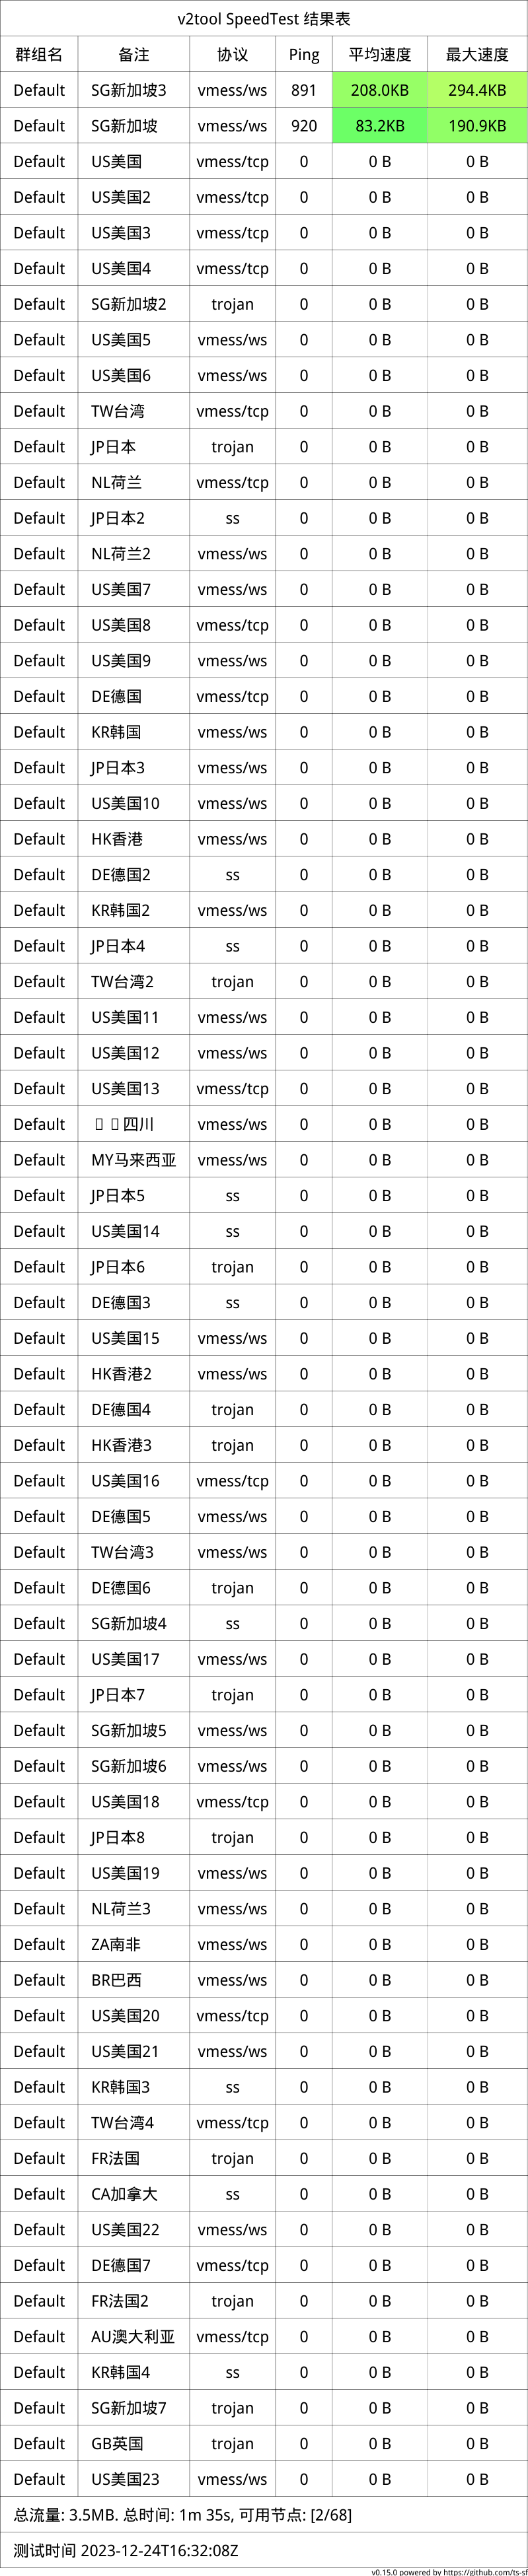 v2tool SpeedTest 结果表
群组名 备注 协议 Ping 平均速度 最大速度
Default SG新加坡3 vmess/ws 891 208.0KB 294.4KB
Default SG新加坡 vmess/ws 920 83.2KB 190.9KB
Default US美国 vmess/tcp 0 0 B 0 B
Default US美国2 vmess/tcp 0 0 B 0 B
Default US美国3 vmess/tcp 0 0 B 0 B
Default US美国4 vmess/tcp 0 0 B 0 B
Default SG新加坡2 trojan 0 0 B 0 B
Default US美国5 vmess/ws 0 0 B 0 B
Default US美国6 vmess/ws 0 0 B 0 B
Default TW台湾 vmess/tcp 0 0 B 0 B
Default JP日本 trojan 0 0 B 0 B
Default NL荷兰 vmess/tcp 0 0 B 0 B
Default JP日本2 ss 0 0 B 0 B
Default NL荷兰2 vmess/ws 0 0 B 0 B
Default US美国7 vmess/ws 0 0 B 0 B
Default US美国8 vmess/tcp 0 0 B 0 B
Default US美国9 vmess/ws 0 0 B 0 B
Default DE德国 vmess/tcp 0 0 B 0 B
Default KR韩国 vmess/ws 0 0 B 0 B
Default JP日本3 vmess/ws 0 0 B 0 B
Default US美国10 vmess/ws 0 0 B 0 B
Default HK香港 vmess/ws 0 0 B 0 B
Default DE德国2 ss 0 0 B 0 B
Default KR韩国2 vmess/ws 0 0 B 0 B
Default JP日本4 ss 0 0 B 0 B
Default TW台湾2 trojan 0 0 B 0 B
Default US美国11 vmess/ws 0 0 B 0 B
Default US美国12 vmess/ws 0 0 B 0 B
Default US美国13 vmess/tcp 0 0 B 0 B
Default 四川 vmess/ws 0 0 B 0 B
Default MY马来西亚 vmess/ws 0 0 B 0 B
Default JP日本5 ss 0 0 B 0 B
Default US美国14 ss 0 0 B 0 B
Default JP日本6 trojan 0 0 B 0 B
Default DE德国3 ss 0 0 B 0 B
Default US美国15 vmess/ws 0 0 B 0 B
Default HK香港2 vmess/ws 0 0 B 0 B
Default DE德国4 trojan 0 0 B 0 B
Default HK香港3 trojan 0 0 B 0 B
Default US美国16 vmess/tcp 0 0 B 0 B
Default DE德国5 vmess/ws 0 0 B 0 B
Default TW台湾3 vmess/ws 0 0 B 0 B
Default DE德国6 trojan 0 0 B 0 B
Default SG新加坡4 ss 0 0 B 0 B
Default US美国17 vmess/ws 0 0 B 0 B
Default JP日本7 trojan 0 0 B 0 B
Default SG新加坡5 vmess/ws 0 0 B 0 B
Default SG新加坡6 vmess/ws 0 0 B 0 B
Default US美国18 vmess/tcp 0 0 B 0 B
Default JP日本8 trojan 0 0 B 0 B
Default US美国19 vmess/ws 0 0 B 0 B
Default NL荷兰3 vmess/ws 0 0 B 0 B
Default ZA南非 vmess/ws 0 0 B 0 B
Default BR巴西 vmess/ws 0 0 B 0 B
Default US美国20 vmess/tcp 0 0 B 0 B
Default US美国21 vmess/ws 0 0 B 0 B
Default KR韩国3 ss 0 0 B 0 B
Default TW台湾4 vmess/tcp 0 0 B 0 B
Default FR法国 trojan 0 0 B 0 B
Default CA加拿大 ss 0 0 B 0 B
Default US美国22 vmess/ws 0 0 B 0 B
Default DE德国7 vmess/tcp 0 0 B 0 B
Default FR法国2 trojan 0 0 B 0 B
Default AU澳大利亚 vmess/tcp 0 0 B 0 B
Default KR韩国4 ss 0 0 B 0 B
Default SG新加坡7 trojan 0 0 B 0 B
Default GB英国 trojan 0 0 B 0 B
Default US美国23 vmess/ws 0 0 B 0 B
总流量: 3.5MB. 总时间: 1m 35s, 可用节点: [2/68]
测试时间 2023-12-24T16:32:08Z
v0.15.0 powered by https://github.com/ts-sf